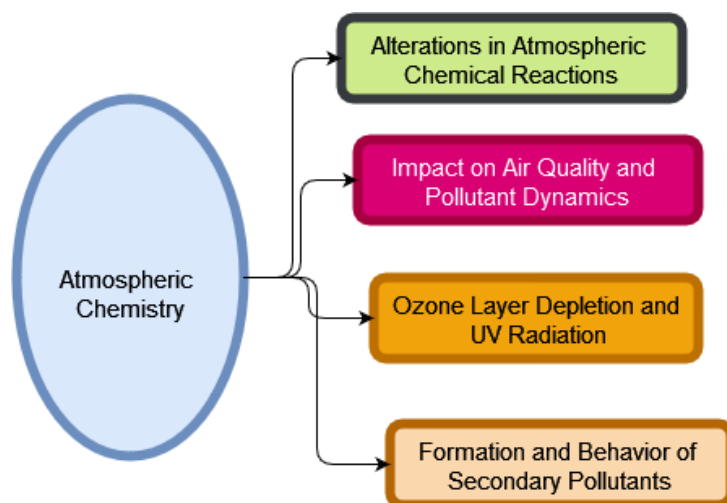 Alterations in Atmospheric
Chemical Reactions
Impact on Air Quality and
Pollutant Dynamics
Atmospheric
Chemistry
Ozone Layer Depletion and
UV Radiation
Formation and Behavior of
Secondary Pollutants